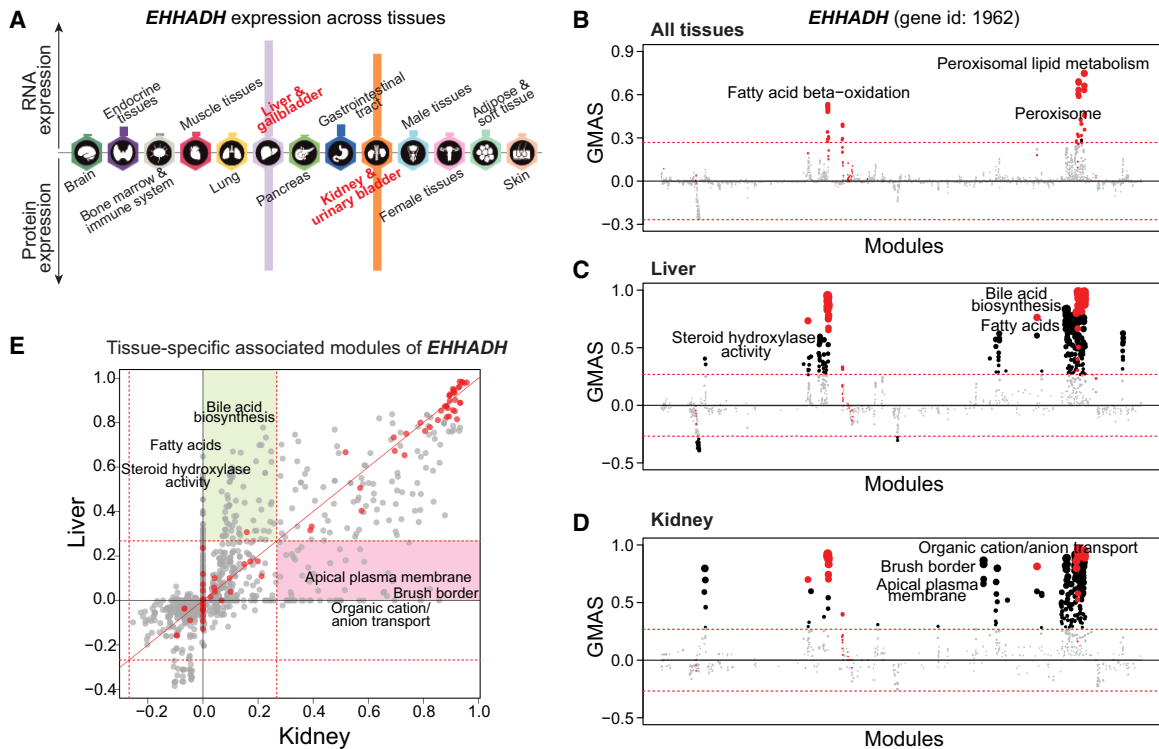 A
EHHADH expression across tissues
RNA
expression
Protein
expression
Endocrine
tissues
Muscle tissues
Liver &
gallbladder
Gastrointestinal
tract
Male tissues
Adipose &
soft tissue
Brain
Bone marrow &
immune system
Lung
Pancreas
Kidney &
urinary bladder
Female tissues
Skin
B
EHHADH (gene id: 1962)
All tissues
GMAS
0.9
0.6
0.3
0.0
−0.3
Peroxisomal lipid metabolism
Fatty acid beta-oxidation
Peroxisome
Modules
C
Liver
GMAS
1.0
0.5
0.0
−0.5
Bile acid
biosynthesis
Fatty acids
Steroid hydroxylase
activity
Modules
D
Kidney
GMAS
1.0
0.5
0.0
−0.5
Organic cation/anion transport
Brush border
Apical plasma
membrane
Modules
E
Tissue-specific associated modules of EHHADH
Liver
1.0
0.8
0.6
0.4
0.2
0.0
−0.2
−0.4
Bile acid
biosynthesis
Fatty acids
Steroid hydroxylase
activity
Apical plasma membrane
Brush border
Organic cation/
anion transport
−0.2 0.0 0.2 0.4 0.6 0.8 1.0
Kidney